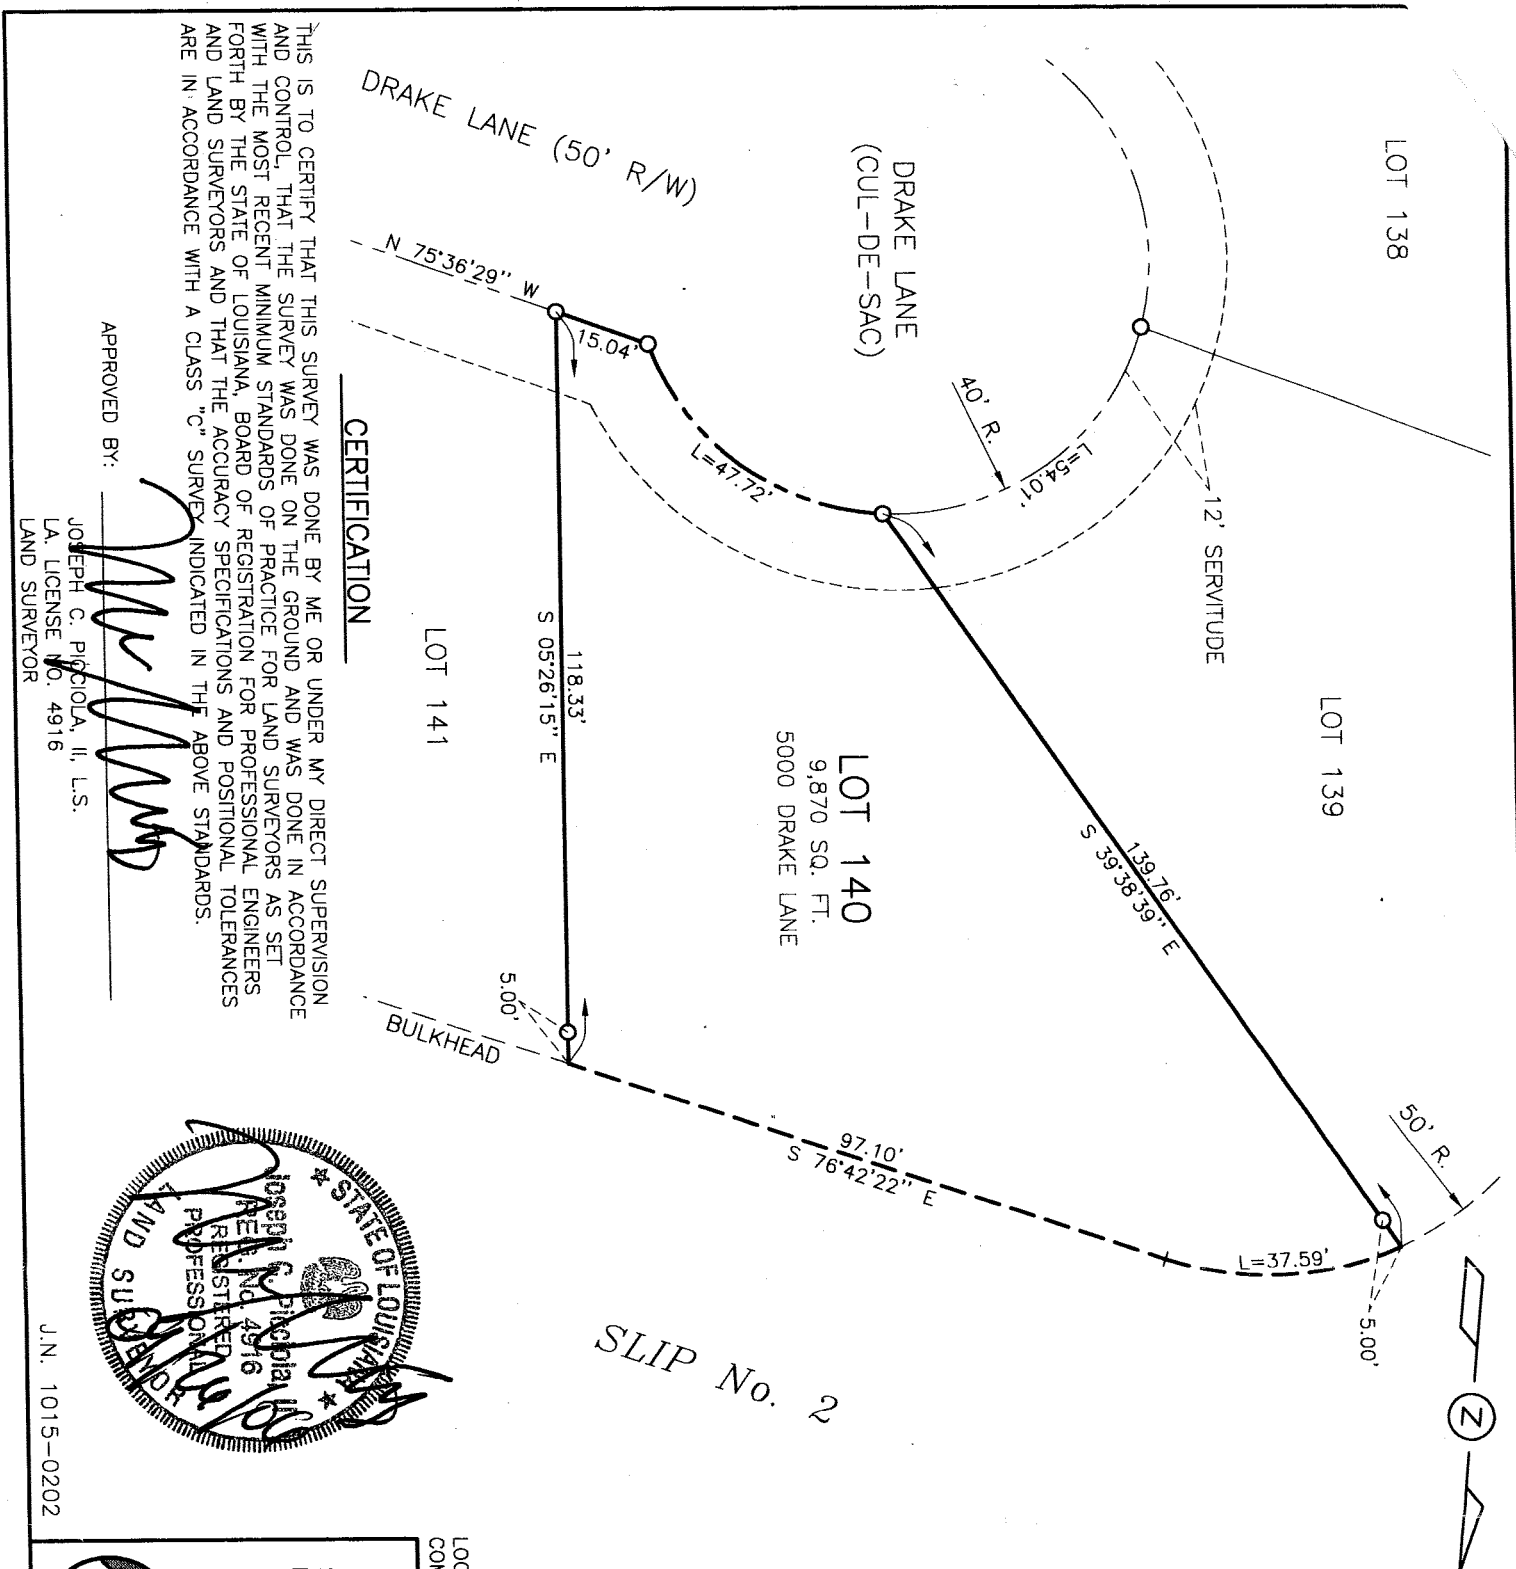 LOT 138
DRAKE LANE
(CUL-DE-SAC)
DRAKE LANE (50' R/W)
N 75°36'29" W
15.04'
L=47.72'
40' R.
L=54.01'
12' SERVITUDE
LOT 139
139.76'
S 39°38'39" E
LOT 140
9,870 SQ. FT.
5000 DRAKE LANE
118.33'
S 05°26'15" E
LOT 141
5.00'
BULKHEAD
97.10'
S 76°42'22" E
L=37.59'
50' R.
5.00'
N
SLIP No. 2
CERTIFICATION
THIS IS TO CERTIFY THAT THIS SURVEY WAS DONE BY ME OR UNDER MY DIRECT SUPERVISION
AND CONTROL, THAT THE SURVEY WAS DONE ON THE GROUND AND WAS DONE IN ACCORDANCE
WITH THE MOST RECENT MINIMUM STANDARDS OF PRACTICE FOR LAND SURVEYORS AS SET
FORTH BY THE STATE OF LOUISIANA, BOARD OF REGISTRATION FOR PROFESSIONAL ENGINEERS
AND LAND SURVEYORS AND THAT THE ACCURACY SPECIFICATIONS AND POSITIONAL TOLERANCES
ARE IN ACCORDANCE WITH A CLASS "C" SURVEY INDICATED IN THE ABOVE STANDARDS.
APPROVED BY:
JOSEPH C. PICCIOLA, II, L.S.
LA. LICENSE NO. 4916
LAND SURVEYOR
STATE OF LOUISIANA
Joseph C. Picciola, II
REG. No. 4916
REGISTERED
PROFESSIONAL
LAND SURVEYOR
J.N. 1015-0202